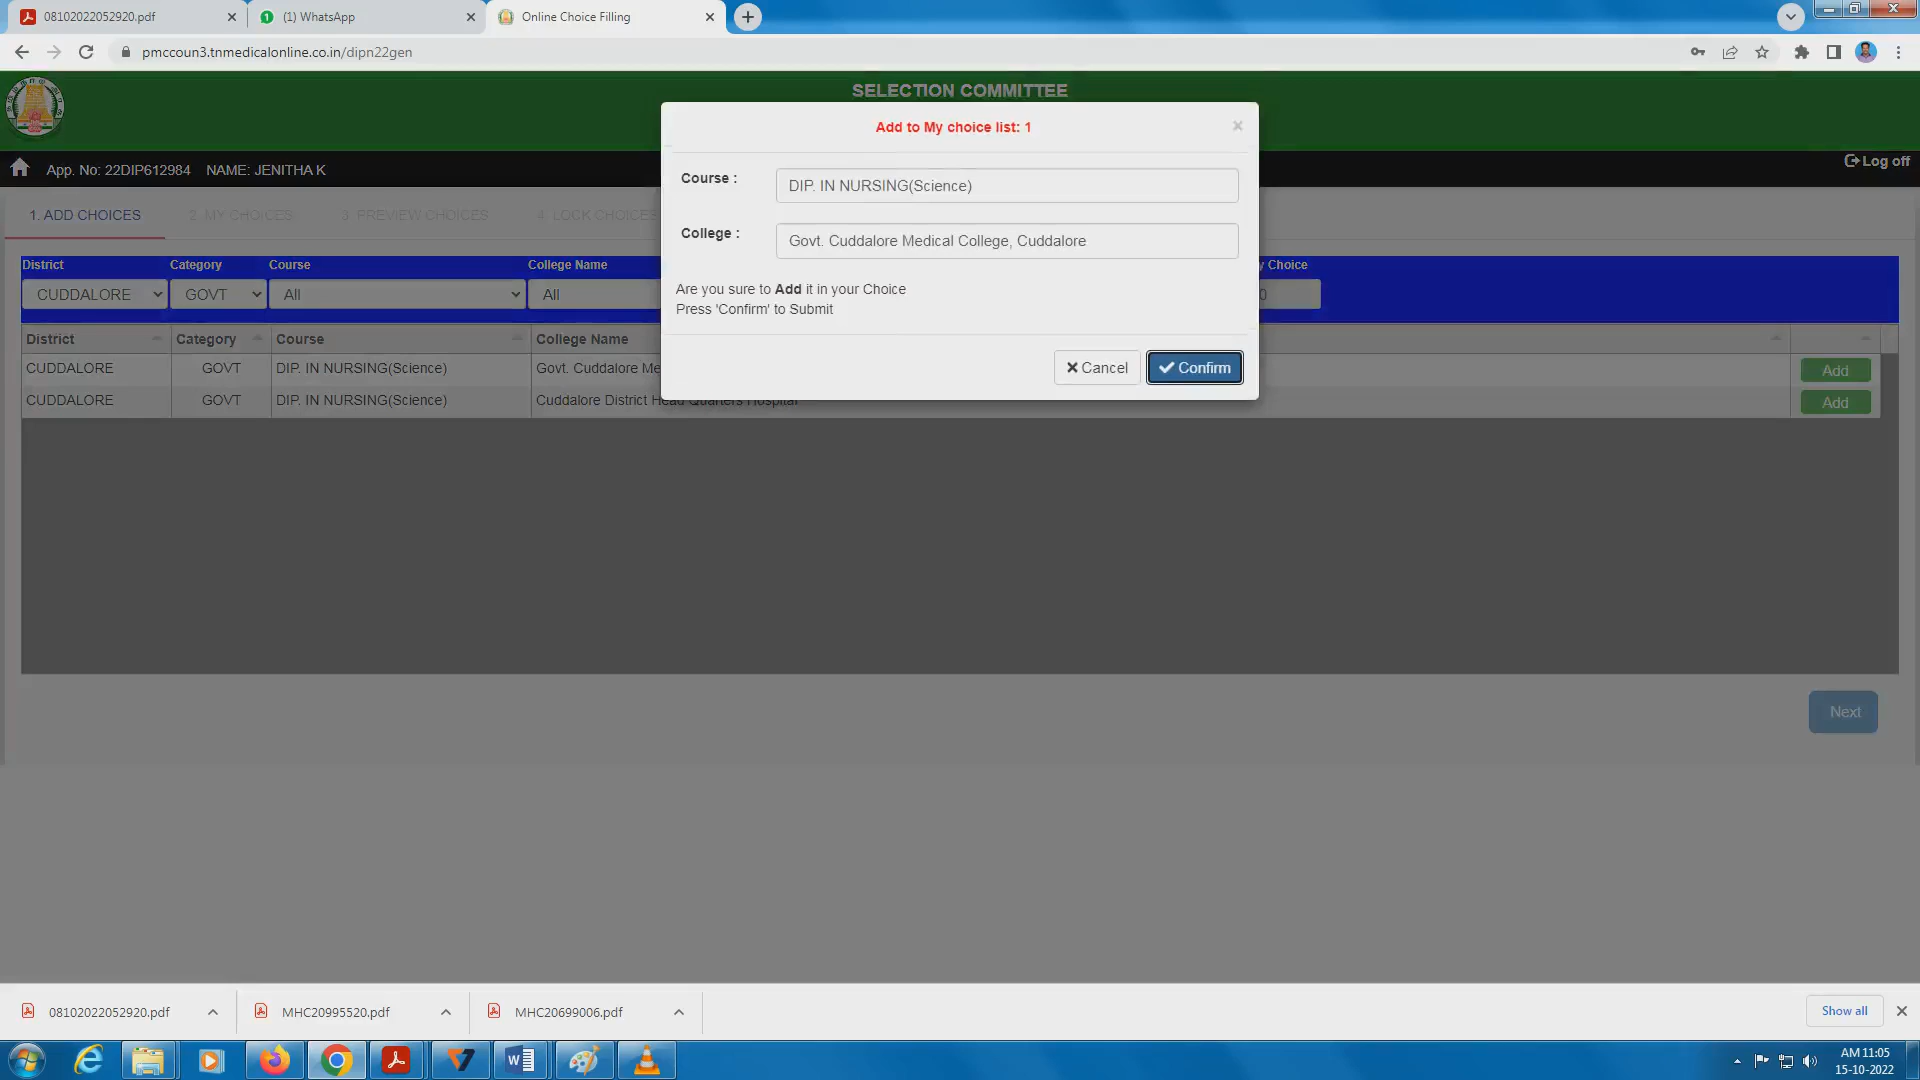 08102022052920.pdf
(1) WhatsApp
Online Choice Filling
pmccoun3.tnmedicalonline.co.in/dipn22gen
SELECTION COMMITTEE
App. No: 22DIP612984 NAME: JENITHA K
Log off
Add to My choice list: 1
Course : DIP. IN NURSING(Science)
College : Govt. Cuddalore Medical College, Cuddalore
Are you sure to Add it in your Choice
Press 'Confirm' to Submit
Cancel Confirm
1. ADD CHOICES 2. MY CHOICES 3. PREVIEW CHOICES 4. LOCK CHOICES
District Category Course College Name Choice
CUDDALORE GOVT All All 0
District Category Course College Name
CUDDALORE GOVT DIP. IN NURSING(Science) Govt. Cuddalore Me Add
CUDDALORE GOVT DIP. IN NURSING(Science) Cuddalore District Head Quarters Hospital Add
Next
08102022052920.pdf MHC20995520.pdf MHC20699006.pdf Show all
AM 11:05
15-10-2022